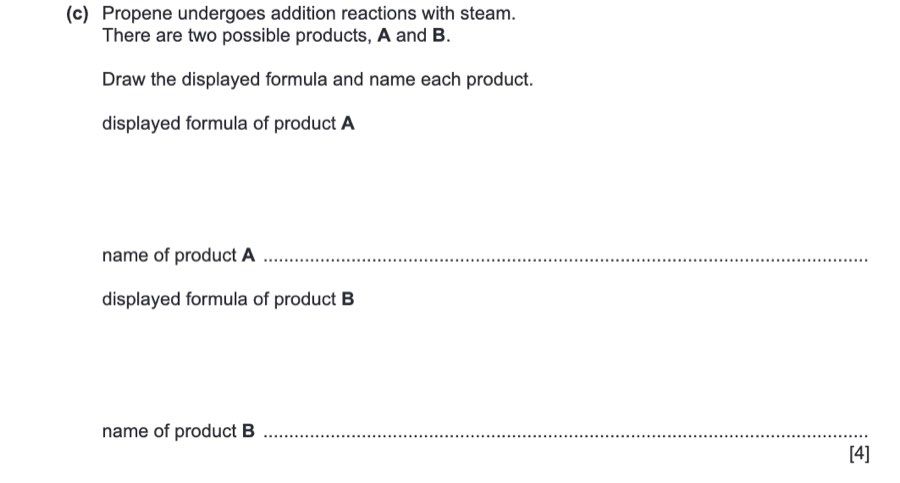 (c) Propene undergoes addition reactions with steam.
There are two possible products, A and B.
Draw the displayed formula and name each product.
displayed formula of product A
name of product A ....................................................................................................................
displayed formula of product B
name of product B ....................................................................................................................
[4]